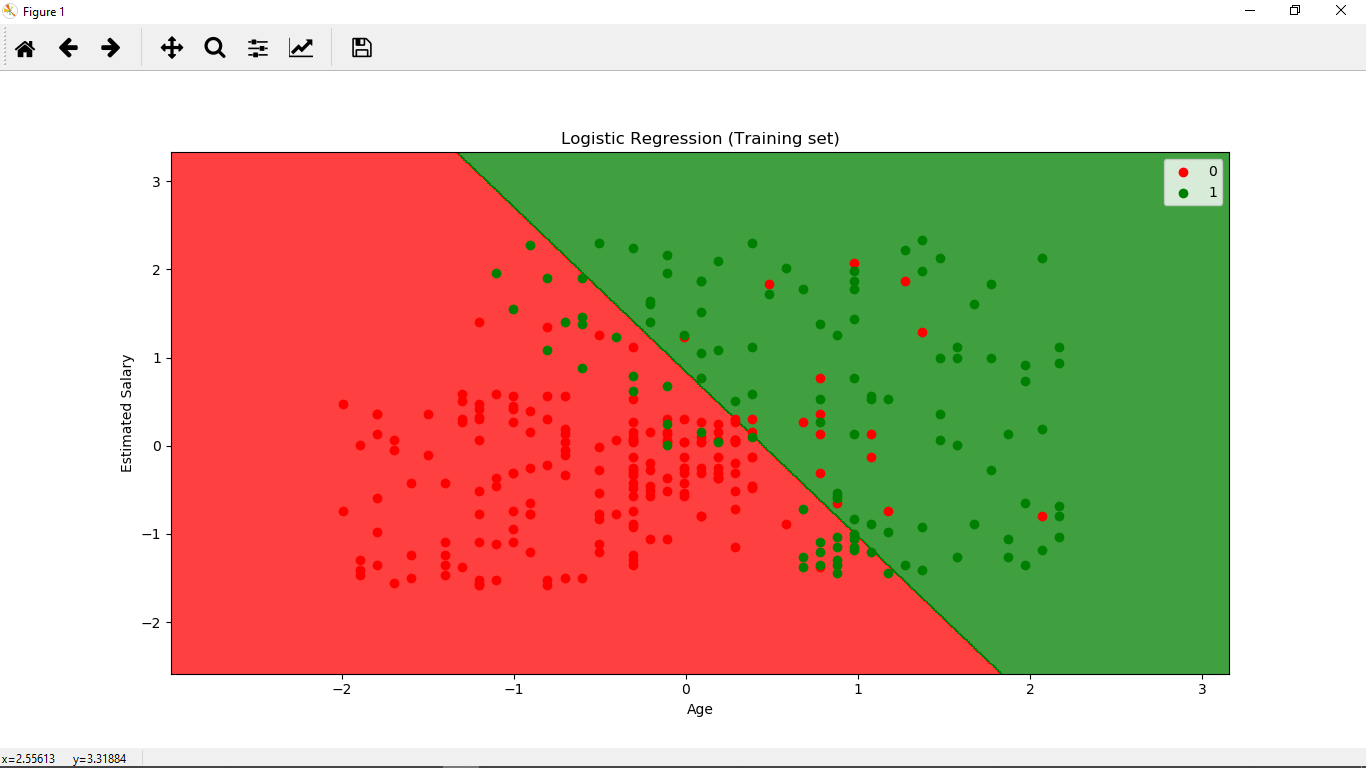 Figure 1
Logistic Regression (Training set)
0
1
3
2
1
0
−1
−2
Estimated Salary
−2 −1 0 1 2 3
Age
x=2.55613 y=3.31884